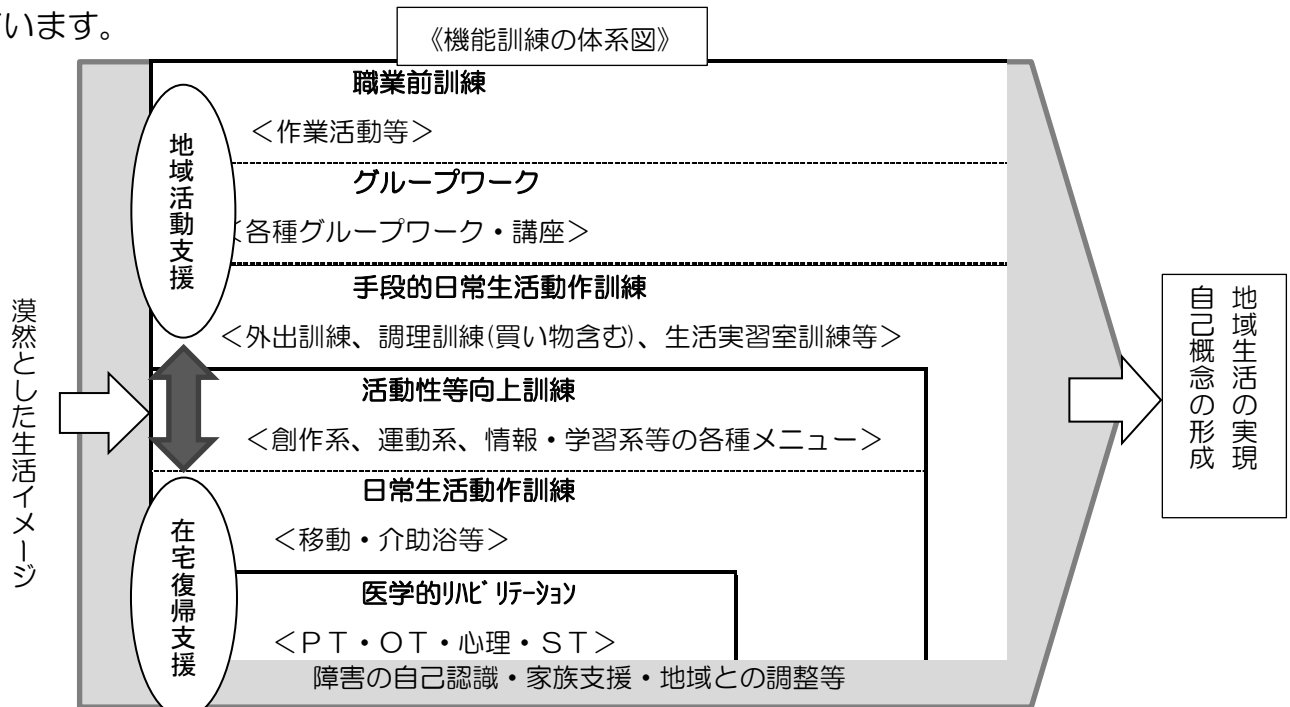 ています。
《機能訓練の体系図》
職業前訓練
<作業活動等>
グループワーク
<各種グループワーク・講座>
手段的日常生活動作訓練
<外出訓練、調理訓練(買い物含む)、生活実習室訓練等>
活動性等向上訓練
<創作系、運動系、情報・学習系等の各種メニュー>
日常生活動作訓練
<移動・介助浴等>
医学的リハビリテーション
<PT・OT・心理・ST>
障害の自己認識・家族支援・地域との調整等
地域活動支援
在宅復帰支援
漠然とした生活イメージ
地域生活の実現
自己概念の形成